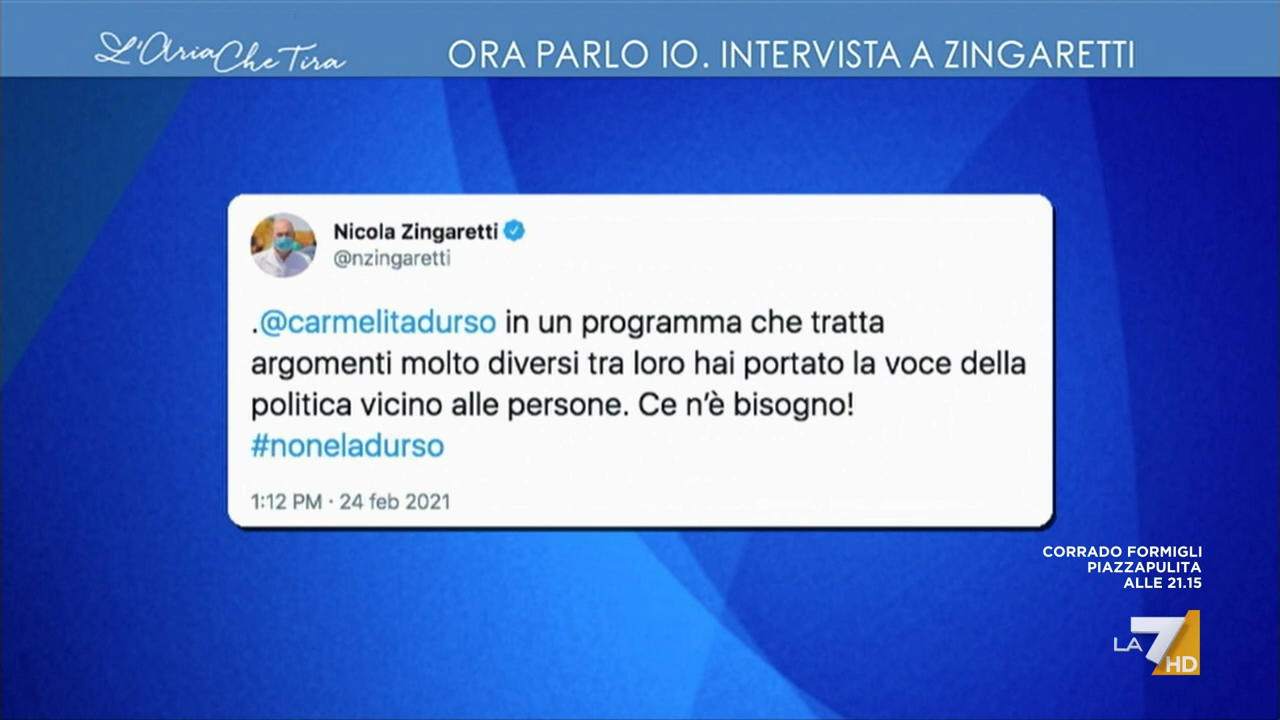 L'Aria Che Tira
ORA PARLO IO. INTERVISTA A ZINGARETTI
Nicola Zingaretti
@nzingaretti
.@carmelitadurso in un programma che tratta
argomenti molto diversi tra loro hai portato la voce della
politica vicino alle persone. Ce n'è bisogno!
#noneladurso
1:12 PM · 24 feb 2021
CORRADO FORMIGLI
PIAZZAPULITA
ALLE 21.15
LA 7 HD